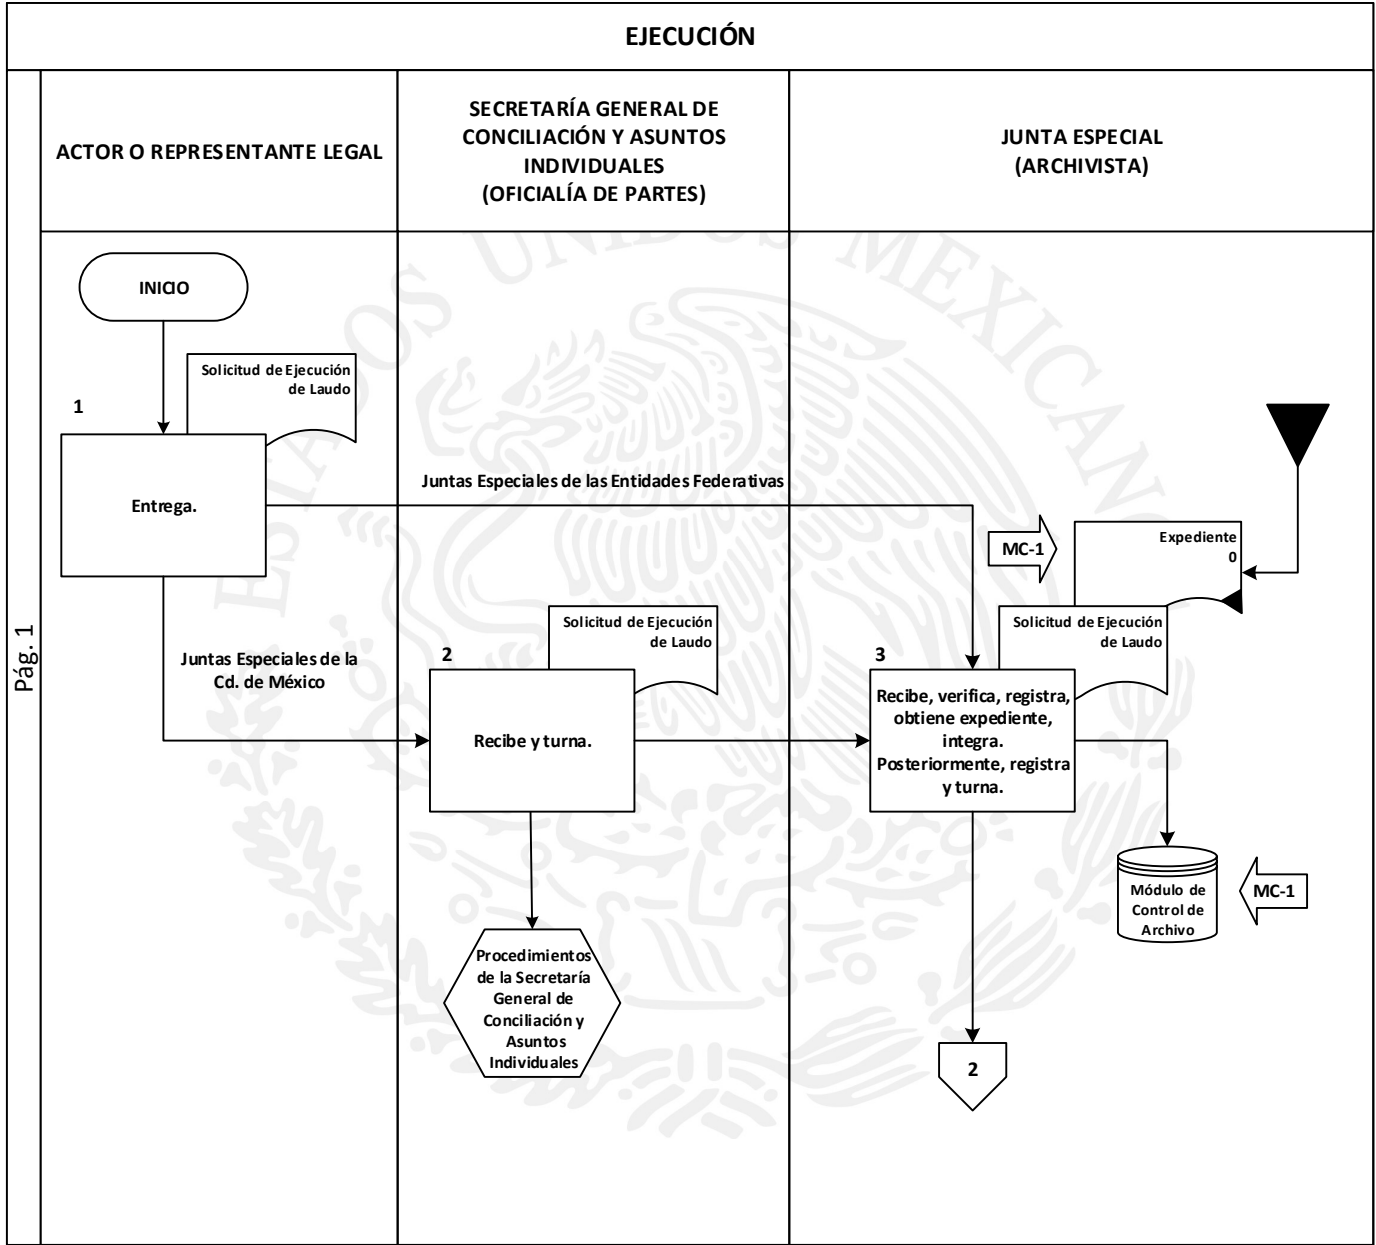 EJECUCIÓN
Pág. 1
ACTOR O REPRESENTANTE LEGAL
SECRETARÍA GENERAL DE
CONCILIACIÓN Y ASUNTOS
INDIVIDUALES
(OFICIALÍA DE PARTES)
JUNTA ESPECIAL
(ARCHIVISTA)
ESTADOS UNIDOS MEXICANOS
INICIO
Solicitud de Ejecución
de Laudo
1
Entrega.
Juntas Especiales de las Entidades Federativas
Juntas Especiales de la
Cd. de México
Solicitud de Ejecución
de Laudo
2
Recibe y turna.
Procedimientos
de la Secretaría
General de
Conciliación y
Asuntos
Individuales
MC-1
Expediente
0
Solicitud de Ejecución
de Laudo
3
Recibe, verifica, registra,
obtiene expediente,
integra.
Posteriormente, registra
y turna.
Módulo de
Control de
Archivo
MC-1
2